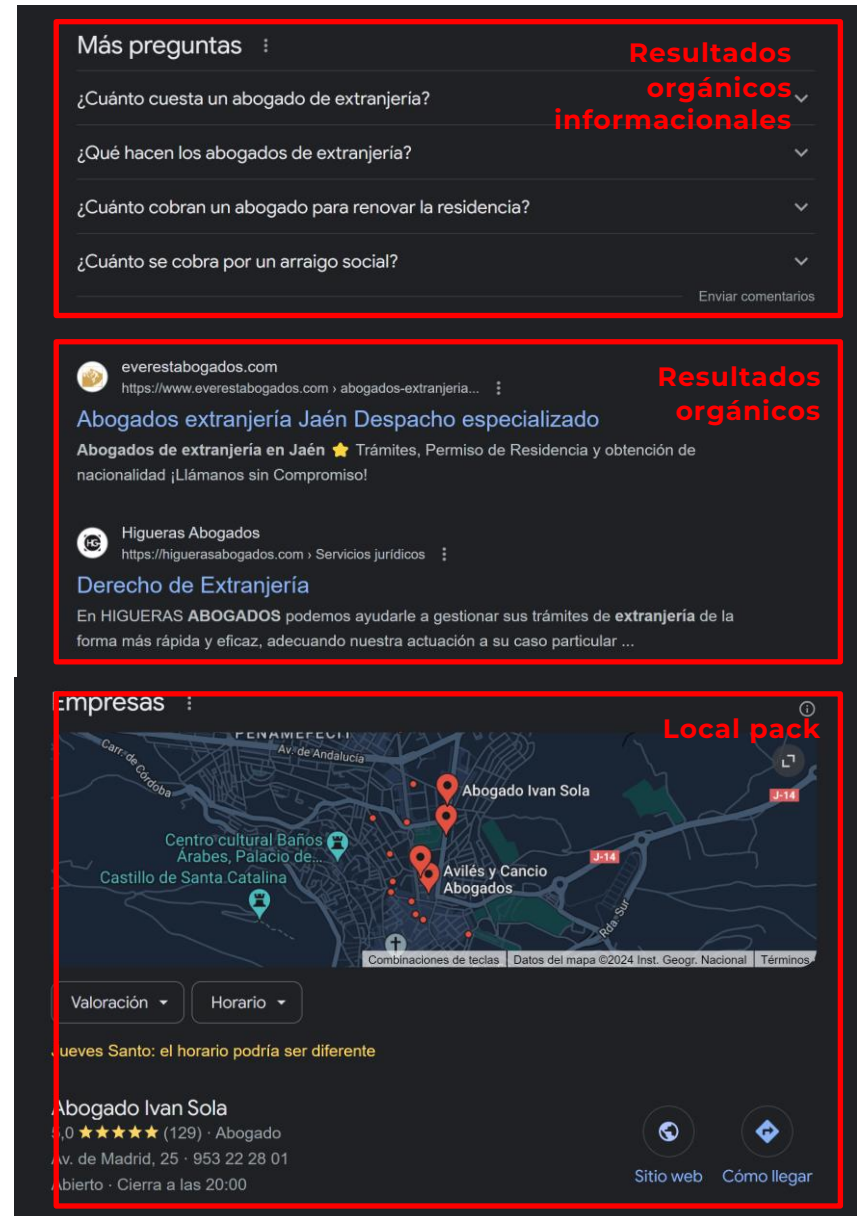 Más preguntas
Resultados
orgánicos
informacionales
¿Cuánto cuesta un abogado de extranjería?
¿Qué hacen los abogados de extranjería?
¿Cuánto cobran un abogado para renovar la residencia?
¿Cuánto se cobra por un arraigo social?
Enviar comentarios
everestabogados.com
https://www.everestabogados.com › abogados-extranjeria...
Resultados
orgánicos
Abogados extranjería Jaén Despacho especializado
Abogados de extranjería en Jaén ⭐ Trámites, Permiso de Residencia y obtención de
nacionalidad ¡Llámanos sin Compromiso!
HG
Higueras Abogados
https://higuerasabogados.com › Servicios jurídicos
Derecho de Extranjería
En HIGUERAS ABOGADOS podemos ayudarle a gestionar sus trámites de extranjería de la
forma más rápida y eficaz, adecuando nuestra actuación a su caso particular ...
Empresas
Local pack
PEÑAMEFÉCIT
Av. de Andalucía
Carr. de Córdoba
Abogado Ivan Sola
J-14
Centro cultural Baños
Árabes, Palacio de...
Castillo de Santa Catalina
J-14
Avilés y Cancio
Abogados
Rda. Sur
Combinaciones de teclas
Datos del mapa ©2024 Inst. Geogr. Nacional
Términos
Valoración
Horario
Jueves Santo: el horario podría ser diferente
Abogado Ivan Sola
5,0 ★★★★★ (129) · Abogado
Av. de Madrid, 25 · 953 22 28 01
Abierto · Cierra a las 20:00
Sitio web
Cómo llegar